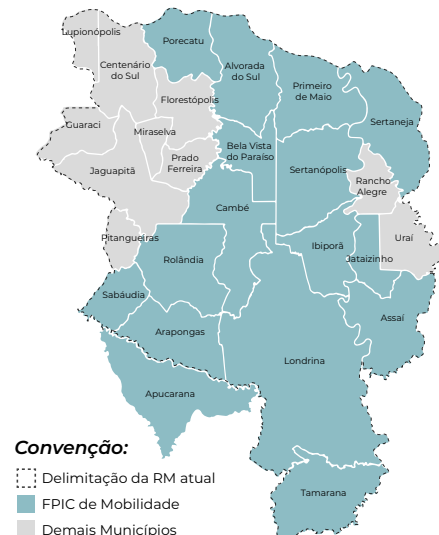 Lupionópolis
Porecatu
Centenário
do Sul
Alvorada
do Sul
Primeiro
de Maio
Florestópolis
Guaraci
Miraselva
Sertaneja
Bela Vista
do Paraíso
Prado
Ferreira
Jaguapitã
Sertanópolis
Rancho
Alegre
Cambé
Pitangueiras
Uraí
Ibiporã
Rolândia
Jataizinho
Sabáudia
Assaí
Arapongas
Londrina
Apucarana
Convenção:
Delimitação da RM atual
FPIC de Mobilidade
Demais Municípios
Tamarana